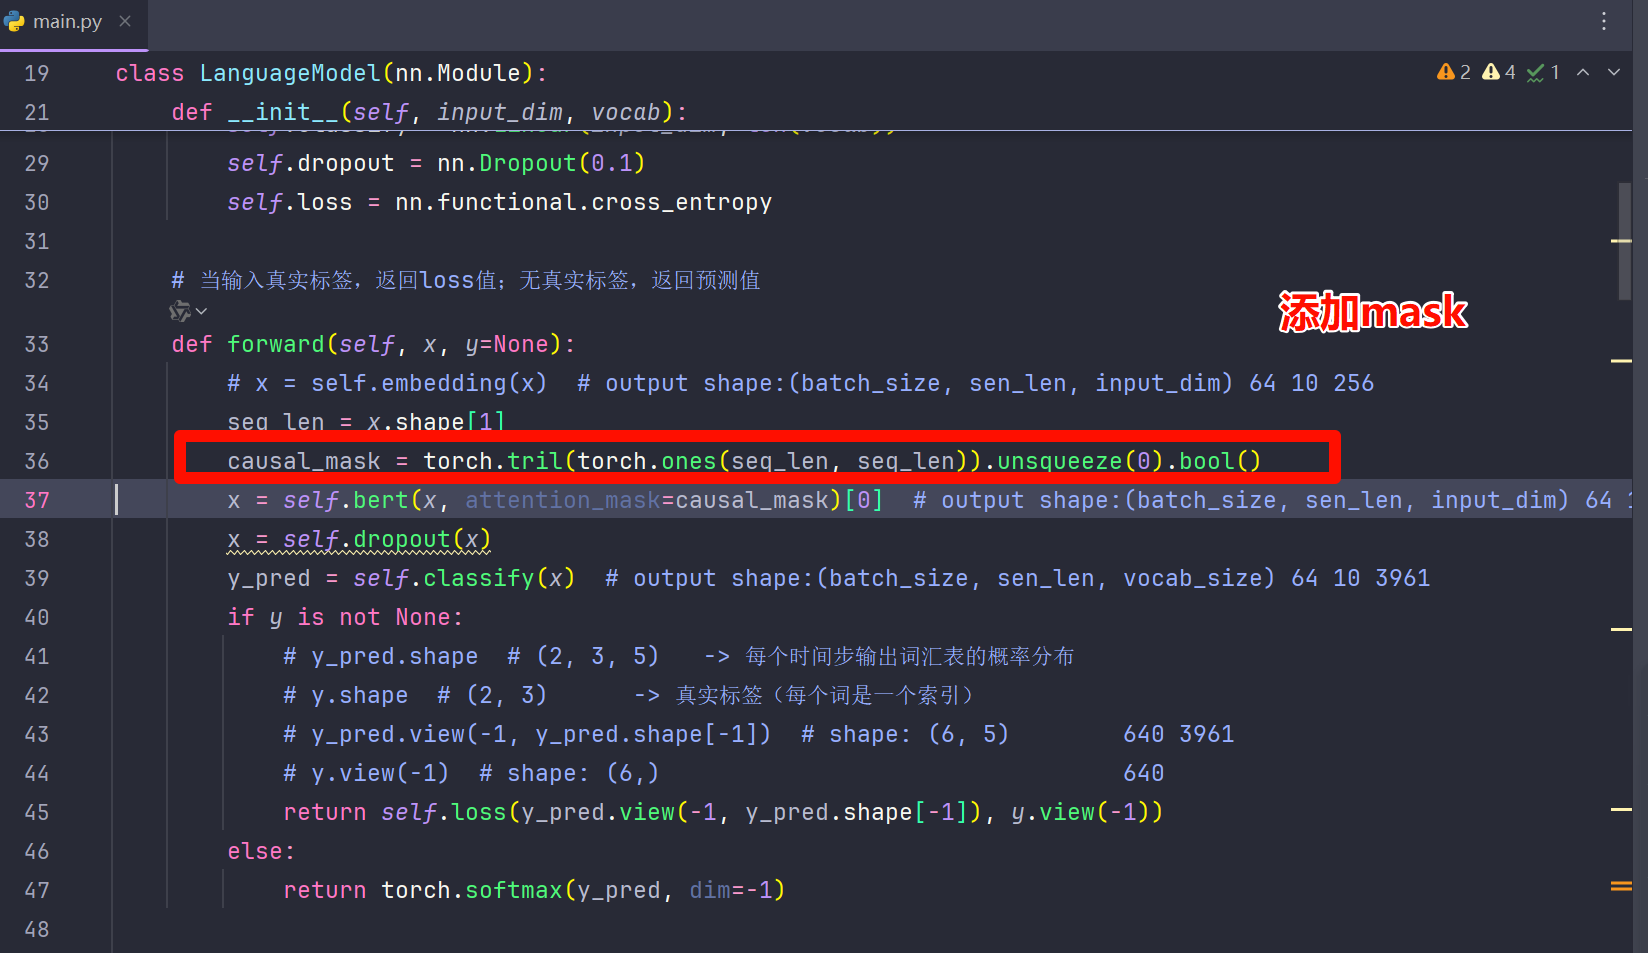 main.py
19 class LanguageModel(nn.Module):
2 4 1
21 def __init__(self, input_dim, vocab):
29 self.dropout = nn.Dropout(0.1)
30 self.loss = nn.functional.cross_entropy
31
32 # 当输入真实标签，返回loss值；无真实标签，返回预测值
添加mask
33 def forward(self, x, y=None):
34 # x = self.embedding(x)  # output shape:(batch_size, sen_len, input_dim) 64 10 256
35 seq_len = x.shape[1]
36 causal_mask = torch.tril(torch.ones(seq_len, seq_len)).unsqueeze(0).bool()
37 x = self.bert(x, attention_mask=causal_mask)[0]  # output shape:(batch_size, sen_len, input_dim) 64
38 x = self.dropout(x)
39 y_pred = self.classify(x)  # output shape:(batch_size, sen_len, vocab_size) 64 10 3961
40 if y is not None:
41 # y_pred.shape  # (2, 3, 5)   -> 每个时间步输出词汇表的概率分布
42 # y.shape  # (2, 3)      -> 真实标签（每个词是一个索引）
43 # y_pred.view(-1, y_pred.shape[-1])  # shape: (6, 5)        640 3961
44 # y.view(-1)  # shape: (6,)        640
45 return self.loss(y_pred.view(-1, y_pred.shape[-1]), y.view(-1))
46 else:
47 return torch.softmax(y_pred, dim=-1)
48